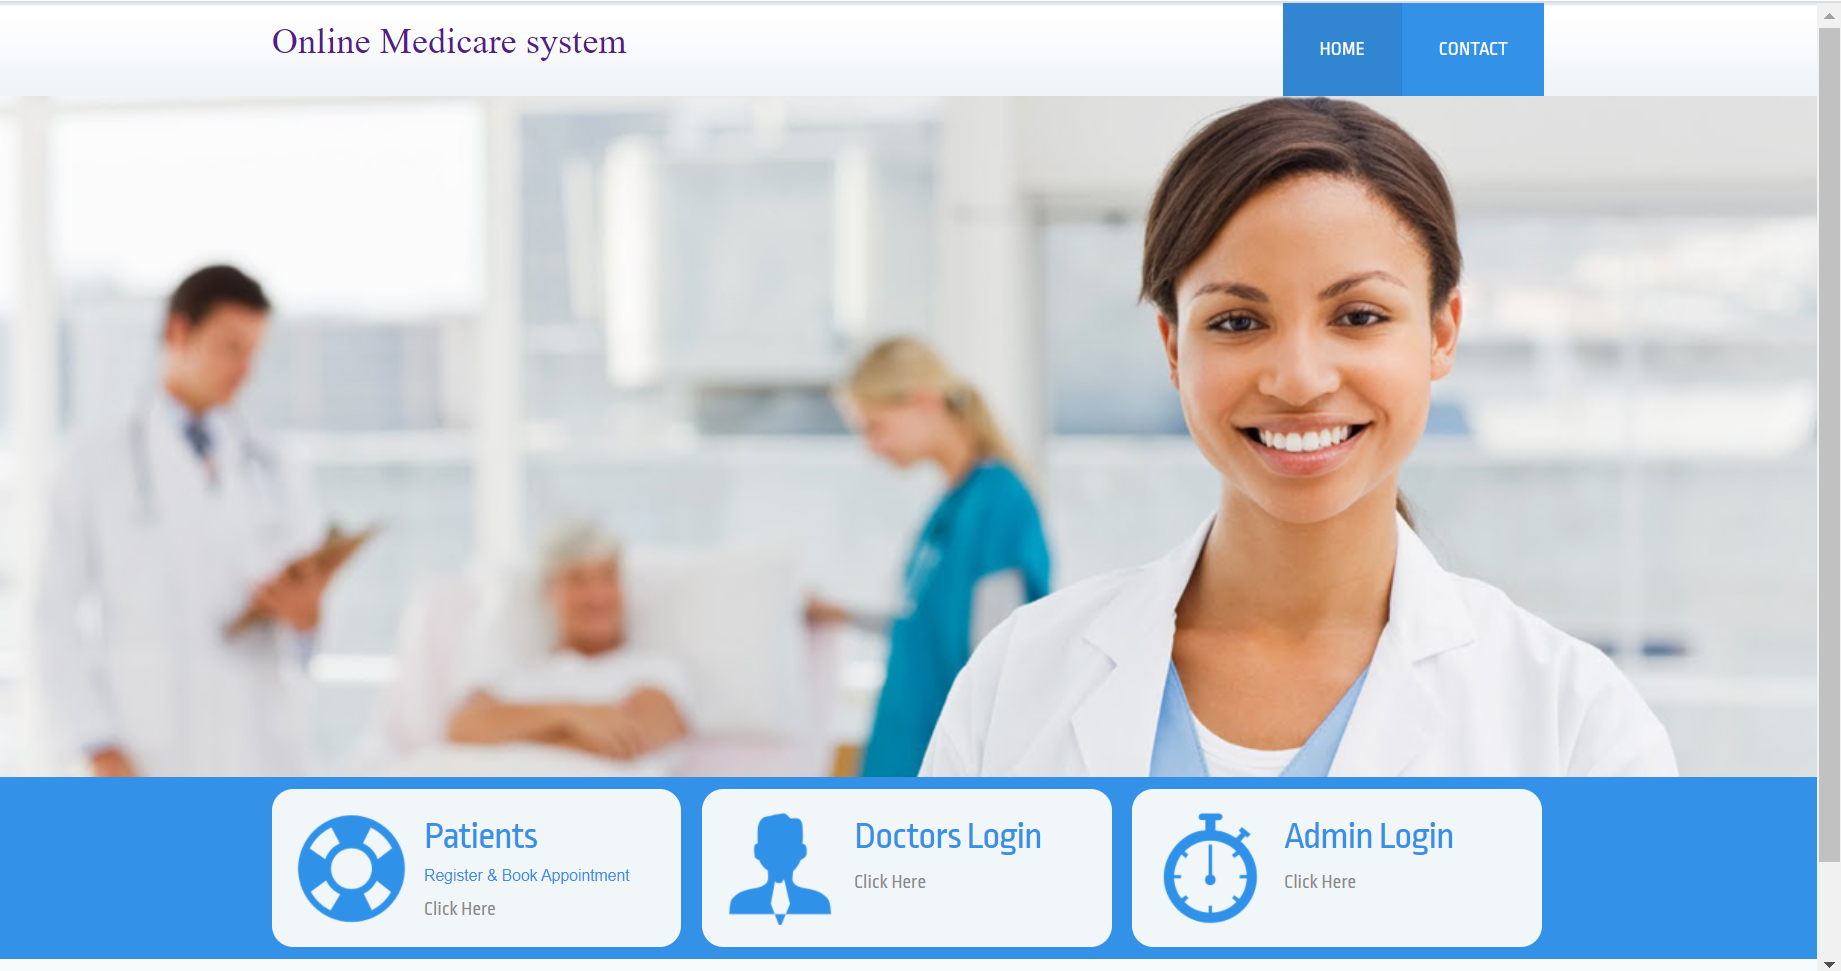 Online Medicare system
HOME
CONTACT
Patients
Register & Book Appointment
Click Here
Doctors Login
Click Here
Admin Login
Click Here